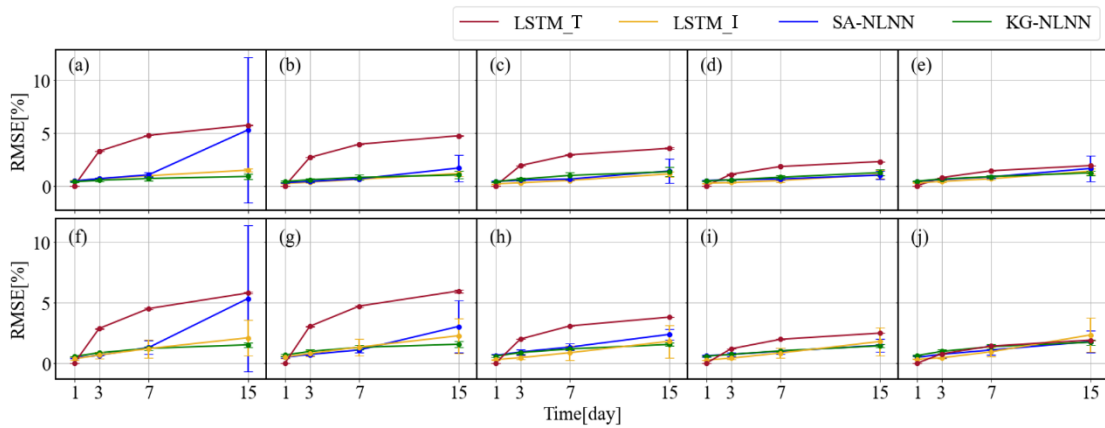 LSTM_T LSTM_I SA-NLNN KG-NLNN
(a) (b) (c) (d) (e)
10
5
0
RMSE[%]
(f) (g) (h) (i) (j)
10
5
0
RMSE[%]
1 3 7 15 1 3 7 15 1 3 7 15 1 3 7 15 1 3 7 15
Time[day]